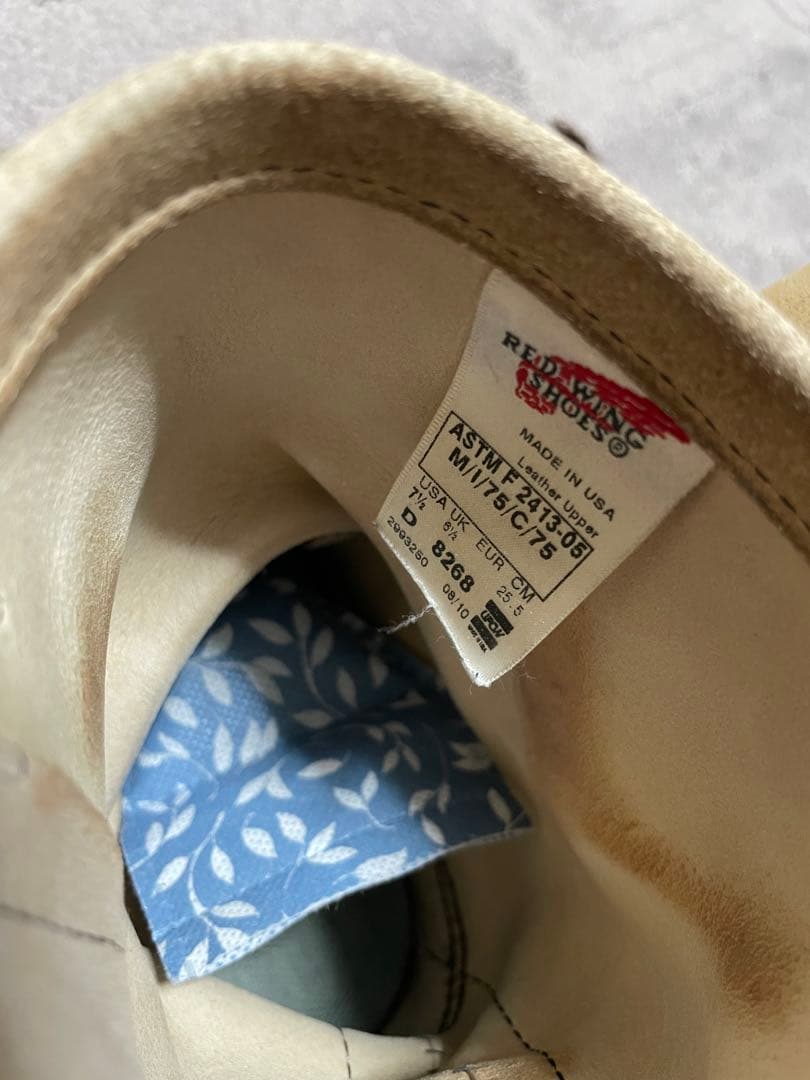 RED WING
SHOES®
MADE IN USA
Leather Upper
ASTM F 2413-05
M/I/75/C/75
USA UK EUR CM
7½ 6½ 25.5
D 8268
2993250 08/10